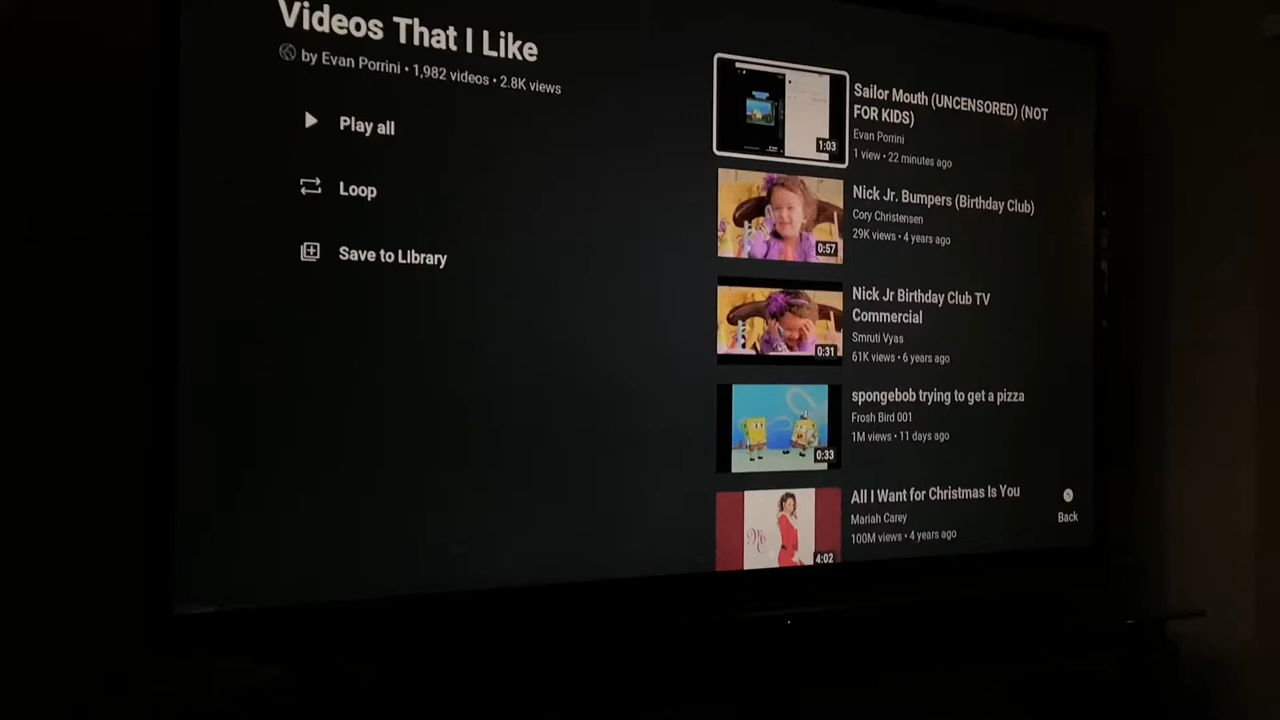 Videos That I Like
by Evan Porrini • 1,982 videos • 2.8K views
Play all
Loop
Save to Library
1:03
Sailor Mouth (UNCENSORED) (NOT
FOR KIDS)
Evan Porrini
1 view • 22 minutes ago
0:57
Nick Jr. Bumpers (Birthday Club)
Cory Christensen
29K views • 4 years ago
0:31
Nick Jr Birthday Club TV
Commercial
Smruti Vyas
61K views • 6 years ago
0:33
spongebob trying to get a pizza
Frosh Bird 001
1M views • 11 days ago
4:02
All I Want for Christmas Is You
Mariah Carey
100M views • 4 years ago
Back